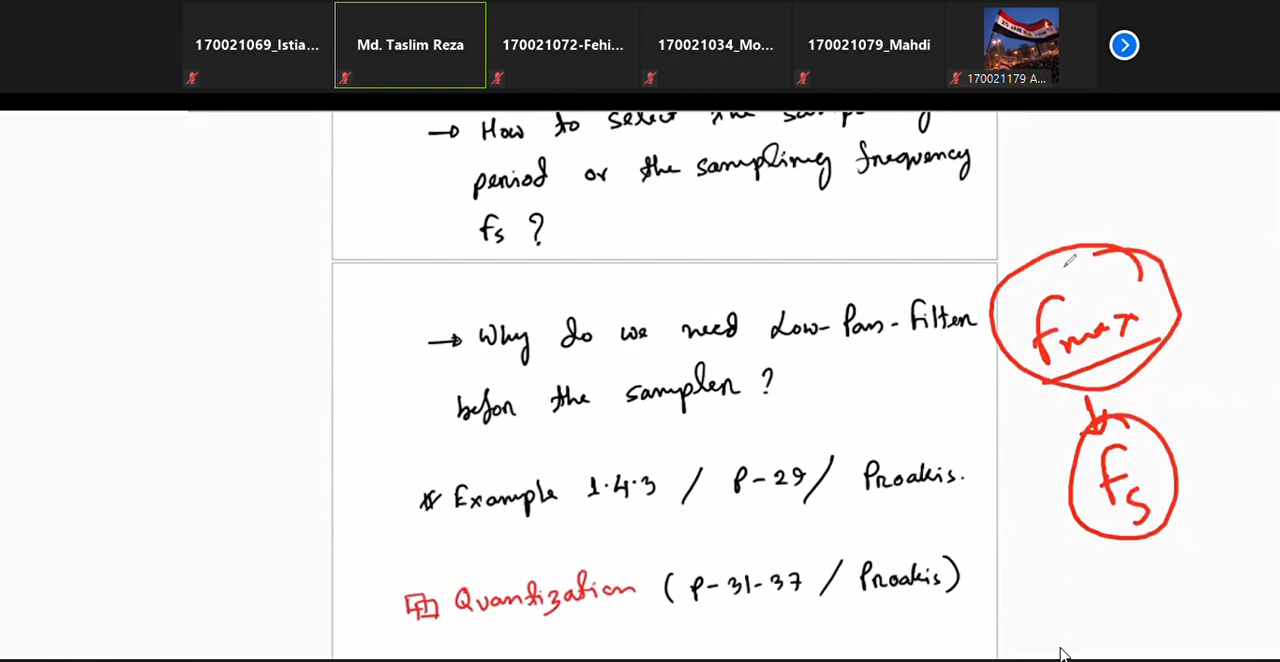 170021069_Istia...
Md. Taslim Reza
170021072-Fehi...
170021034_Mo...
170021079_Mahdi
170021179 A...
→ How to select the
period or the sampling frequency
fs ?
→ Why do we need Low-Pass-Filter
before the sampler ?
* Example 1.4.3 / P-29/ Proakis.
Quantization (P-31-37 / Proakis)
fmax
fs